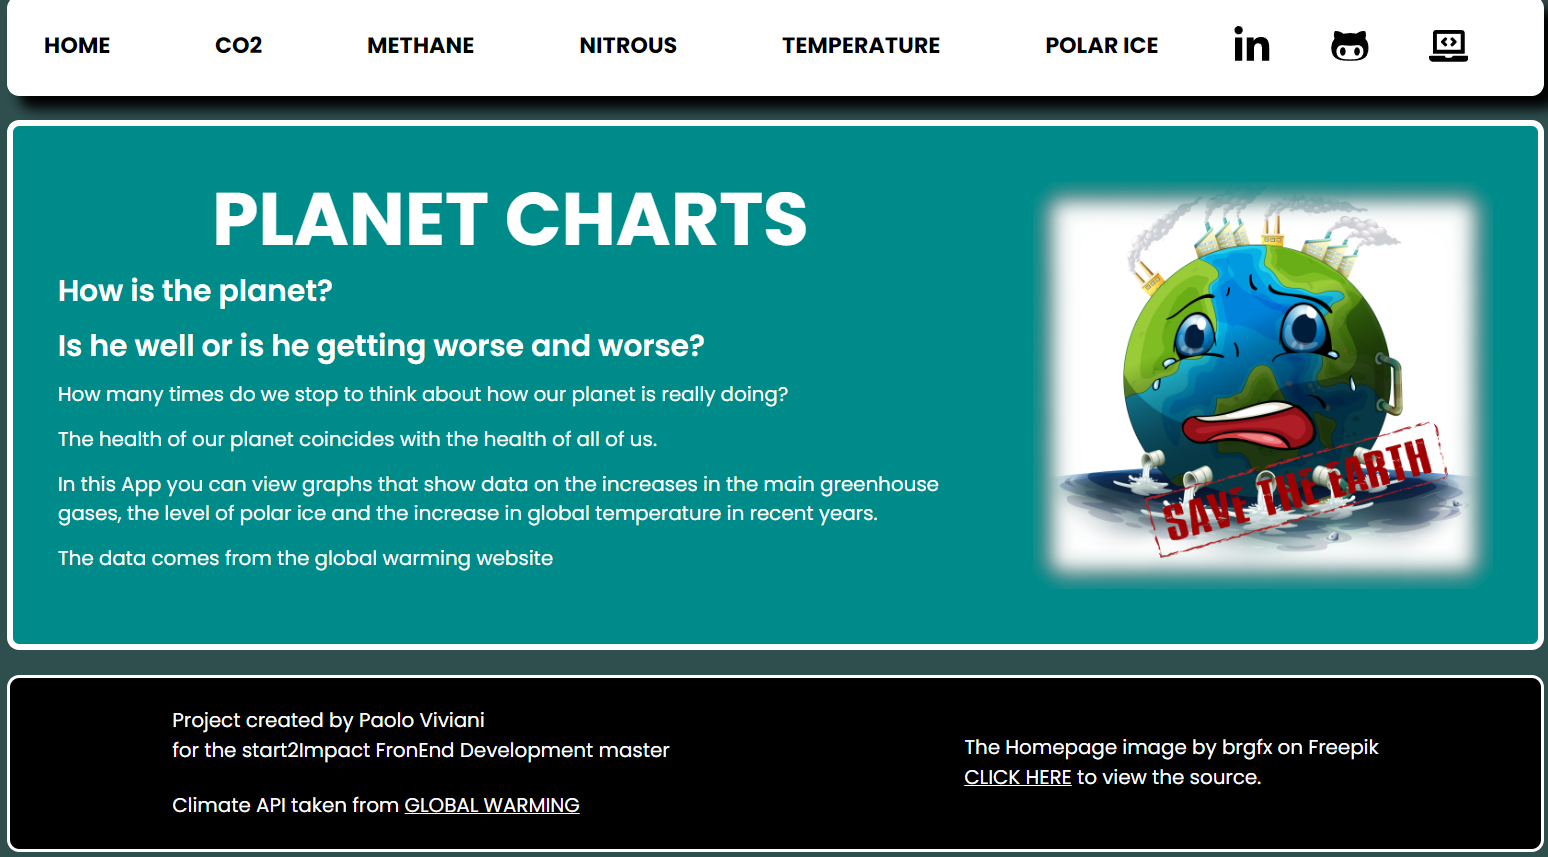 HOME CO2 METHANE NITROUS TEMPERATURE POLAR ICE in
PLANET CHARTS
How is the planet?
Is he well or is he getting worse and worse?
How many times do we stop to think about how our planet is really doing?
The health of our planet coincides with the health of all of us.
In this App you can view graphs that show data on the increases in the main greenhouse
gases, the level of polar ice and the increase in global temperature in recent years.
The data comes from the global warming website
SAVE THE EARTH
Project created by Paolo Viviani
for the start2Impact FronEnd Development master
Climate API taken from GLOBAL WARMING
The Homepage image by brgfx on Freepik
CLICK HERE to view the source.